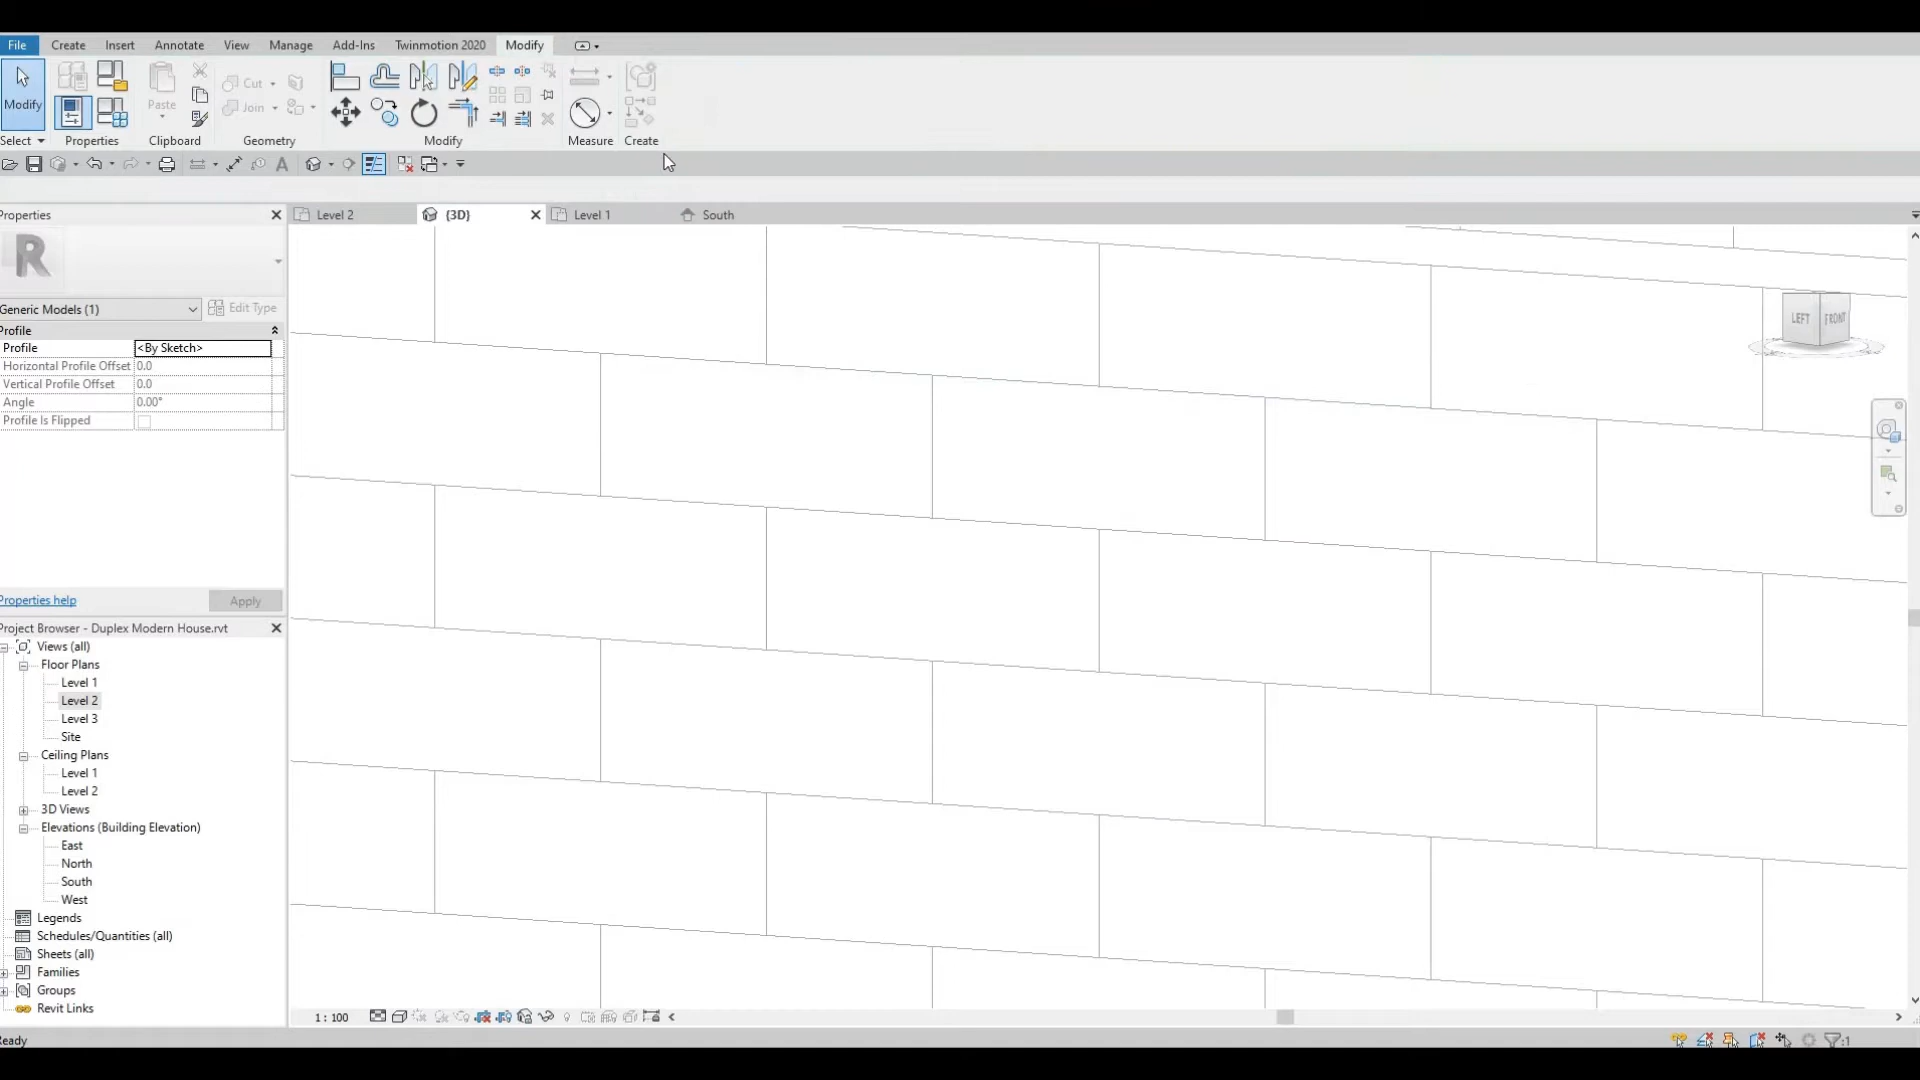 File Create Insert Annotate View Manage Add-Ins Twinmotion 2020 Modify
Modify Paste Cut Join
Select Properties Clipboard Geometry Modify Measure Create
A
Properties Level 2 {3D} Level 1 South
R
Generic Models (1) Edit Type
Profile
Profile <By Sketch>
Horizontal Profile Offset 0.0
Vertical Profile Offset 0.0
Angle 0.00°
Profile Is Flipped
LEFT FRONT
Properties help Apply
Project Browser - Duplex Modern House.rvt
Views (all)
Floor Plans
Level 1
Level 2
Level 3
Site
Ceiling Plans
Level 1
Level 2
3D Views
Elevations (Building Elevation)
East
North
South
West
Legends
Schedules/Quantities (all)
Sheets (all)
Families
Groups
Revit Links
1 : 100
Ready
:1